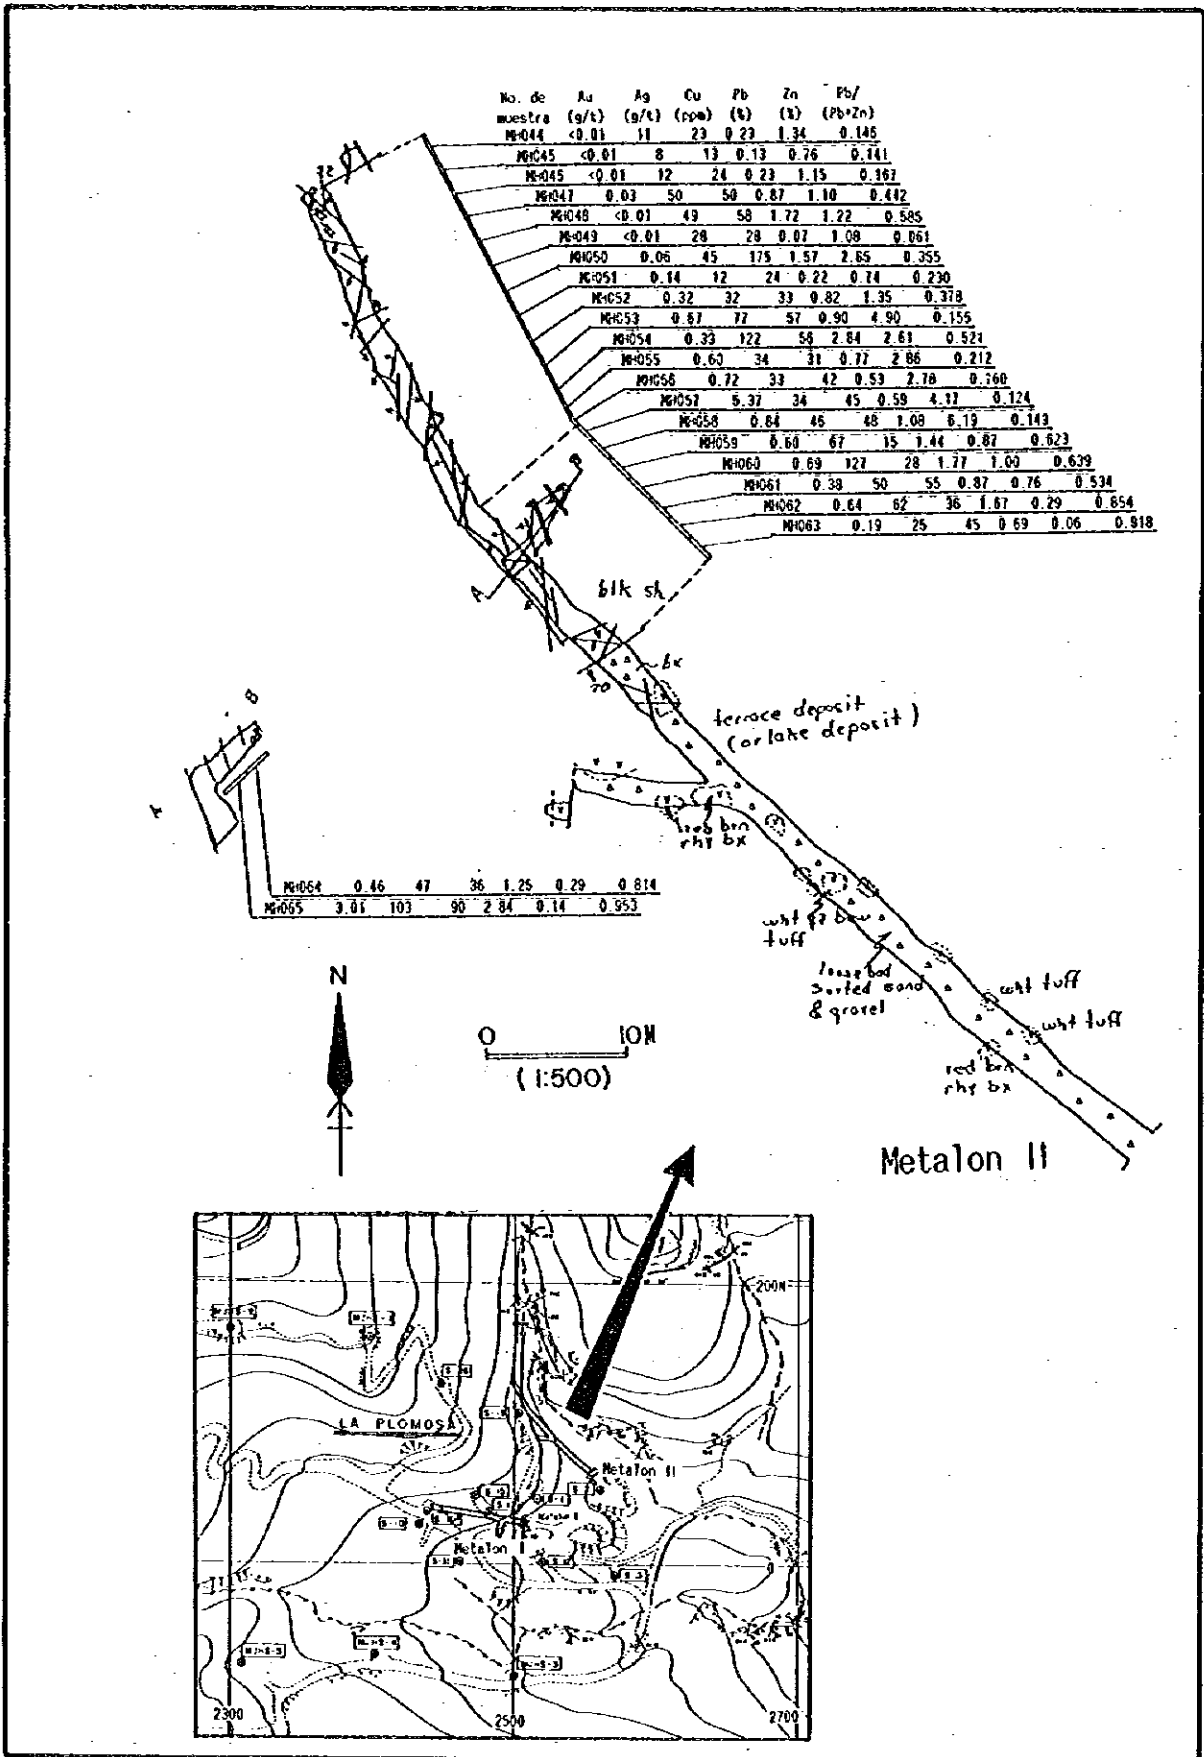 No. de Au Ag Cu Pb Zn Pb/
muestra (g/t) (g/t) (ppm) (%) (%) (Pb+Zn)
MH044 <0.01 11 23 0.23 1.34 0.146
MH045 <0.01 8 13 0.13 0.76 0.141
MH045 <0.01 12 24 0.23 1.15 0.167
MH047 0.03 50 50 0.87 1.10 0.442
MH048 <0.01 49 58 1.72 1.22 0.585
MH049 <0.01 28 28 0.07 1.08 0.061
MH050 0.06 45 175 1.57 2.85 0.355
MH051 0.14 12 24 0.22 0.74 0.230
MH052 0.32 32 33 0.82 1.35 0.378
MH053 0.87 77 57 0.90 4.90 0.155
MH054 0.33 122 56 2.84 2.61 0.521
MH055 0.60 34 31 0.77 2.86 0.212
MH056 0.72 33 42 0.53 2.78 0.160
MH057 5.37 34 45 0.59 4.17 0.124
MH058 0.84 45 48 1.08 6.19 0.143
MH059 0.60 67 15 1.44 0.87 0.623
MH060 0.69 127 28 1.77 1.00 0.639
MH061 0.38 50 55 0.87 0.76 0.534
MH062 0.64 62 36 1.67 0.29 0.854
MH063 0.19 25 45 0.69 0.06 0.918
B
A
blk sh
bx
70
terrace deposit
(or lake deposit)
B
A
red brn
rhy bx
MH064 0.46 47 36 1.25 0.29 0.814
MH065 3.01 103 90 2.84 0.14 0.953
wht
tuff
sorted sand
& gravel
wht tuff
wht tuff
red brn
rhy bx
N
0 10M
(1:500)
Metalon II
200N
LA PLOMOSA
Metalon II
Metalon I
2300
2500
2700